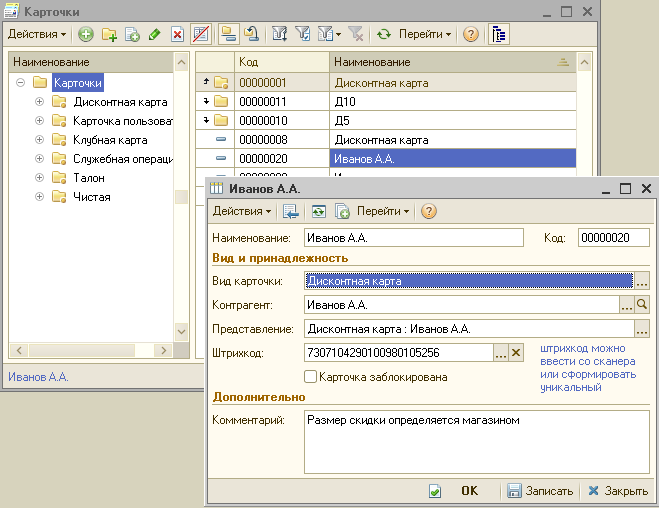 Карточки
Действия
Перейти
Наименование
Карточки
Дисконтная карта
Карточка пользоват
Клубная карта
Служебная операци
Талон
Чистая
Код Наименование
00000001 Дисконтная карта
00000011 Д10
00000010 Д5
00000008 Дисконтная карта
00000020 Иванов А.А.
Иванов А.А.
Иванов А.А.
Действия
Перейти
Наименование: Иванов А.А. Код: 00000020
Вид и принадлежность
Вид карточки: Дисконтная карта ...
Контрагент: Иванов А.А. ...
Представление: Дисконтная карта : Иванов А.А. ...
Штрихкод: 7307104290100980105256 ...
штрихкод можно
ввести со сканера
или сформировать
уникальный
Карточка заблокирована
Дополнительно
Комментарий: Размер скидки определяется магазином
OK Записать Закрыть